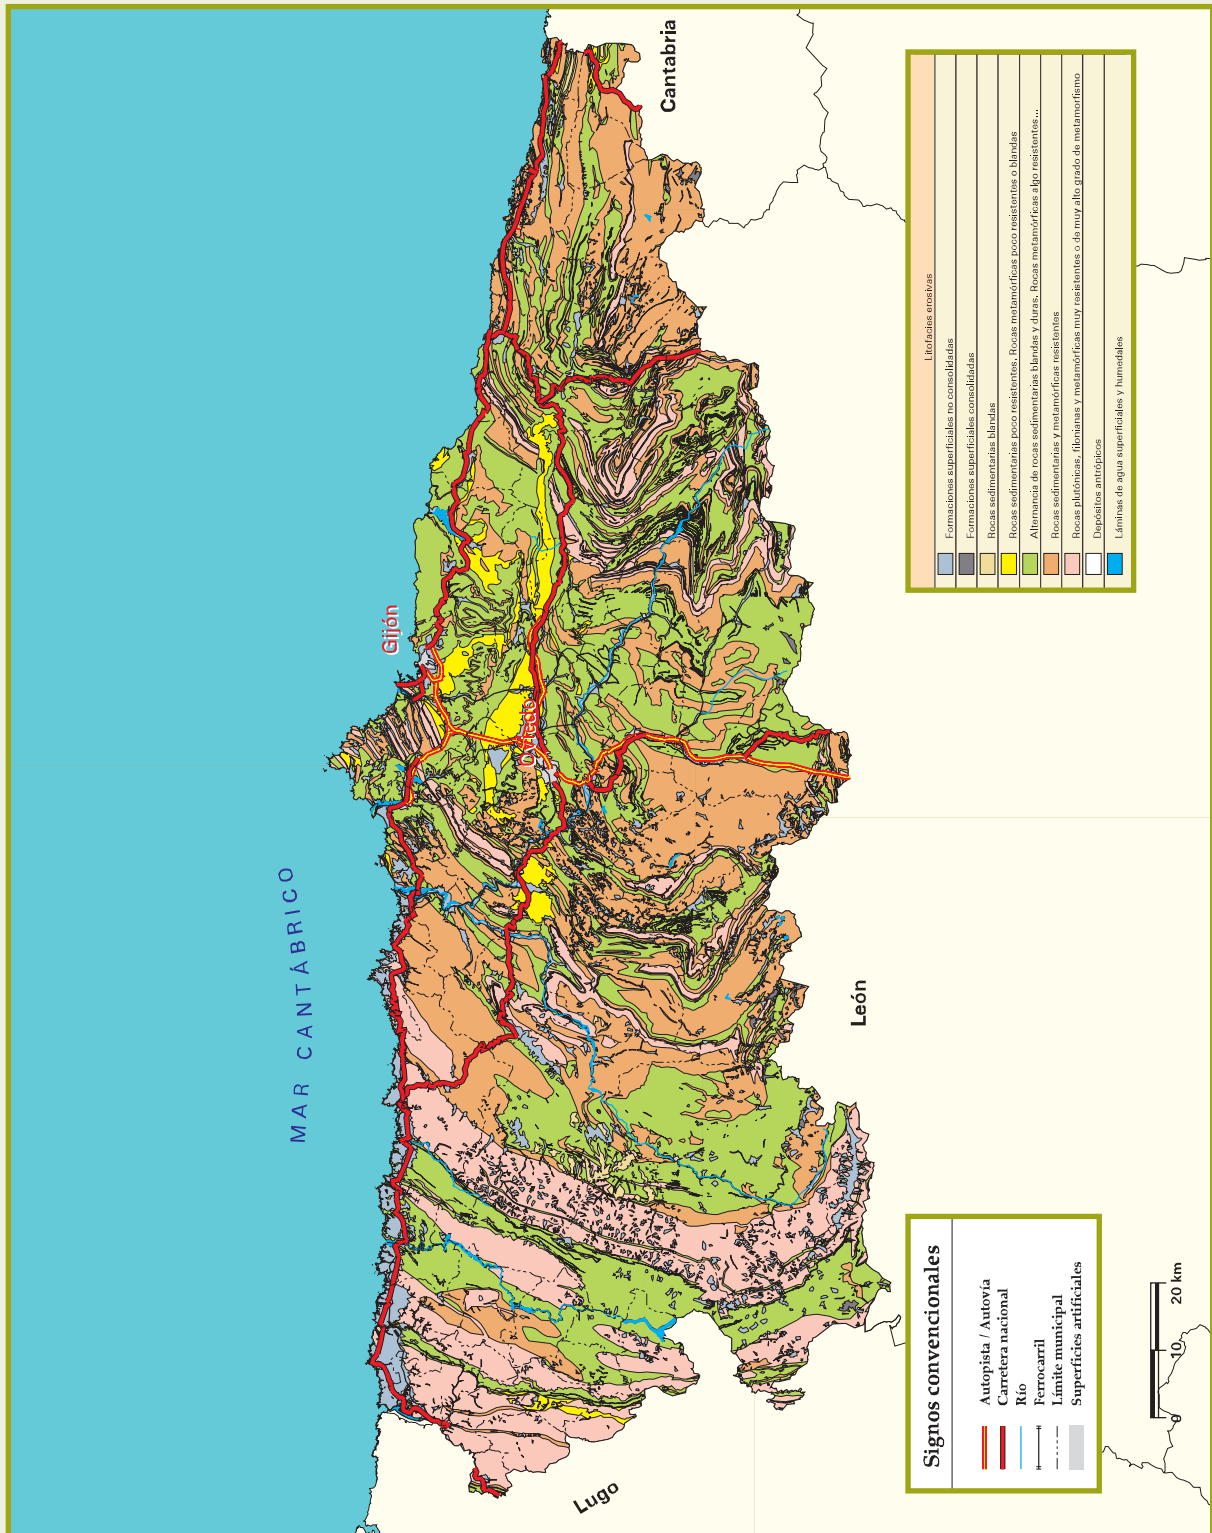 MAR CANTÁBRICO
Gijón
Oviedo
Cantabria
León
Lugo
Signos convencionales
Autopista / Autovía
Carretera nacional
Río
Ferrocarril
Límite municipal
Superficies artificiales
0 10 20 km
Litofacies erosivas
Formaciones superficiales no consolidadas
Formaciones superficiales consolidadas
Rocas sedimentarias blandas
Rocas sedimentarias poco resistentes. Rocas metamórficas poco resistentes o blandas
Alternancia de rocas sedimentarias blandas y duras. Rocas metamórficas algo resistentes...
Rocas sedimentarias y metamórficas resistentes
Rocas plutónicas, filonianas y metamórficas muy resistentes o de muy alto grado de metamorfismo
Depósitos antrópicos
Láminas de agua superficiales y humedales